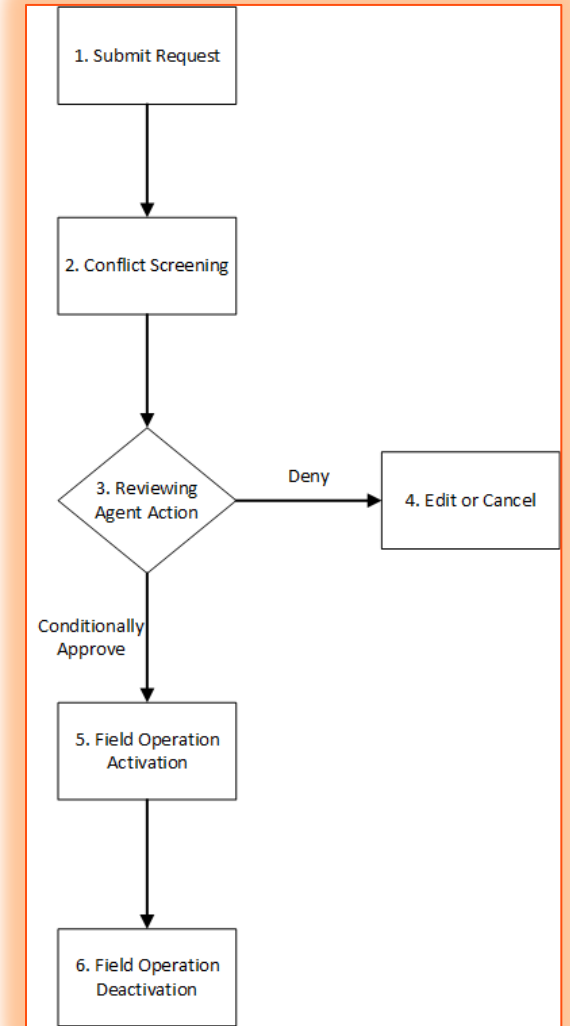 1. Submit Request
2. Conflict Screening
3. Reviewing
Agent Action
Deny
4. Edit or Cancel
Conditionally
Approve
5. Field Operation
Activation
6. Field Operation
Deactivation